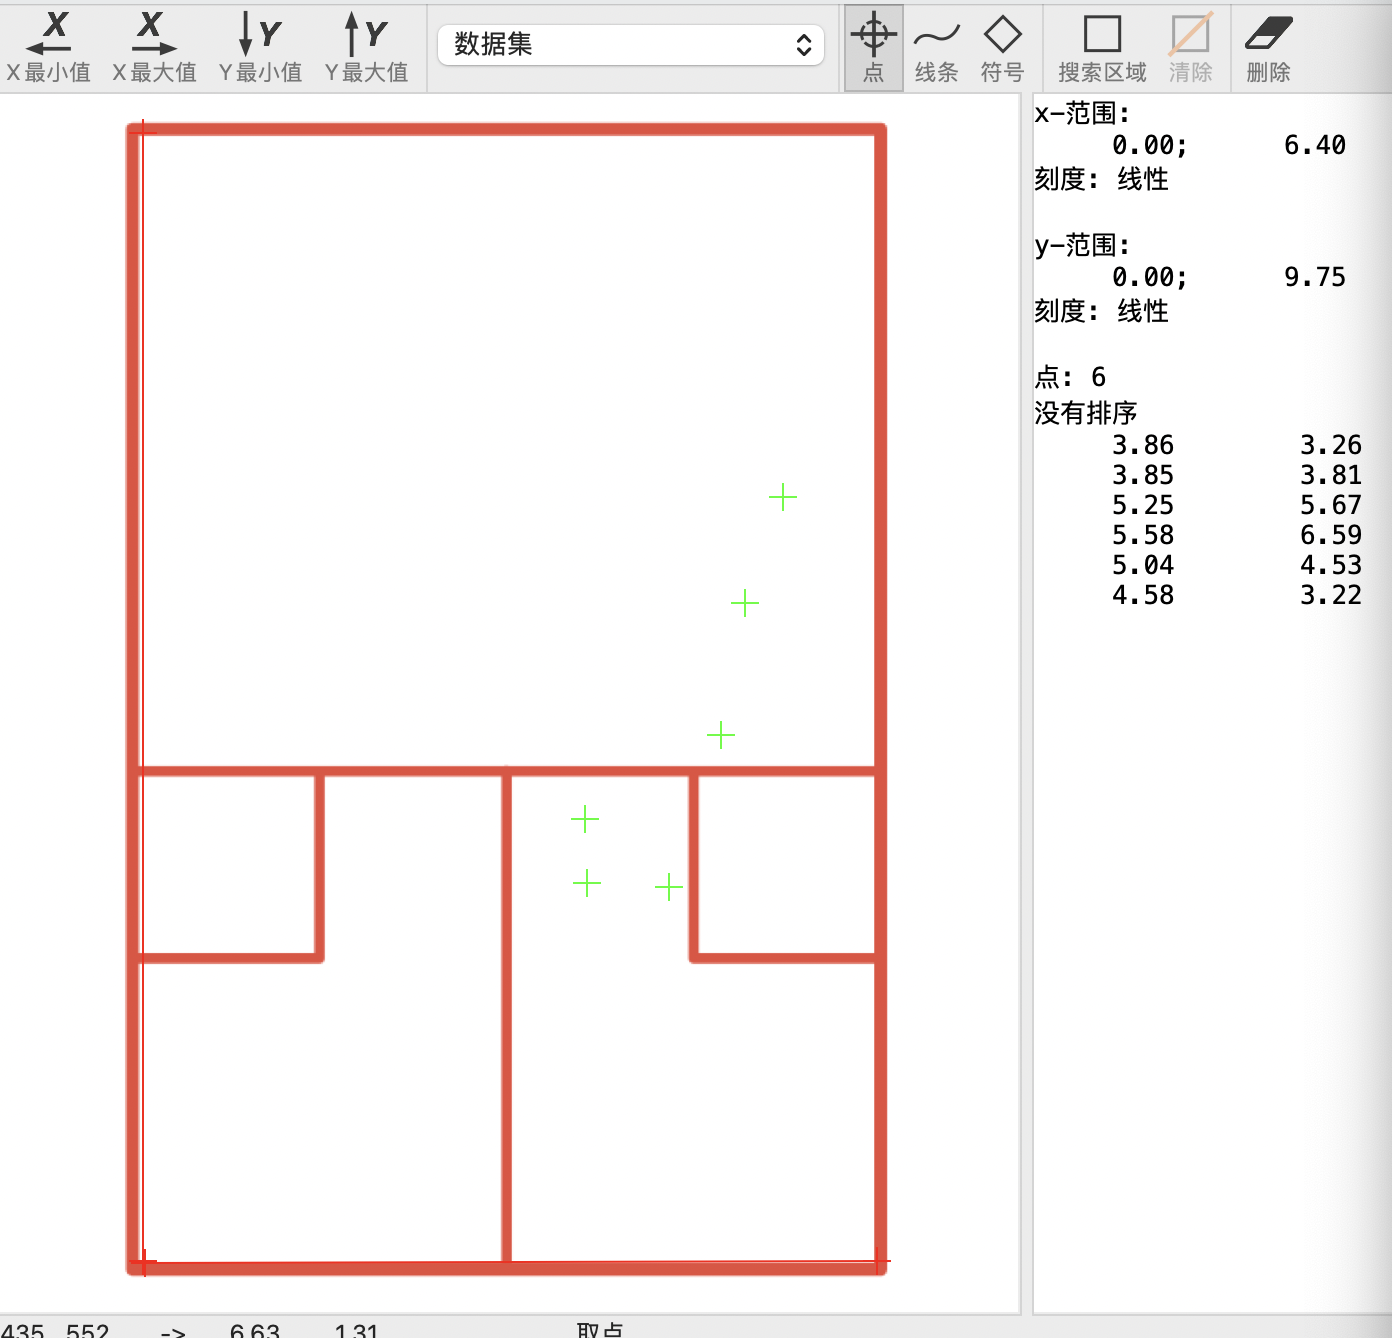 X X Y Y
X最小值 X最大值 Y最小值 Y最大值 数据集 点 线条 符号 搜索区域 清除 删除
x-范围:
0.00; 6.40
刻度: 线性
y-范围:
0.00; 9.75
刻度: 线性
点: 6
没有排序
3.86 3.26
3.85 3.81
5.25 5.67
5.58 6.59
5.04 4.53
4.58 3.22
435 552 -> 6.63 1.31 取点